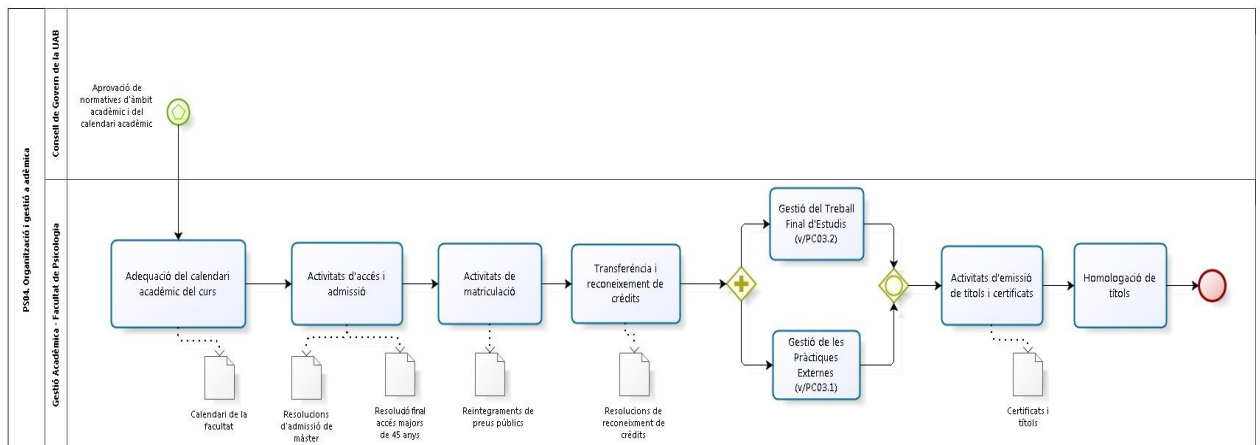 PS04. Organització i gestió a adèmica
Consell de Govern de la UAB
Aprovació de
normatives d'àmbit
acadèmic i del
calendari acadèmic
Gestió Acadèmica - Facultat de Psicologia
Adequació del calendari
acadèmic del curs
Activitats d'accés i
admissió
Activitats de
matriculació
Transferència i
reconeixement de
crèdits
Gestió del Treball
Final d'Estudis
(v/PC03.2)
Gestió de les
Pràctiques
Externes
(v/PC03.1)
Activitats d'emissió
de títols i certificats
Homologació de
títols
Calendari de la
facultat
Resolucions
d'admissió de
màster
Resolució final
accés majors
de 45 anys
Reintegraments de
preus públics
Resolucions de
reconeixment de
crèdits
Certificats i
títols